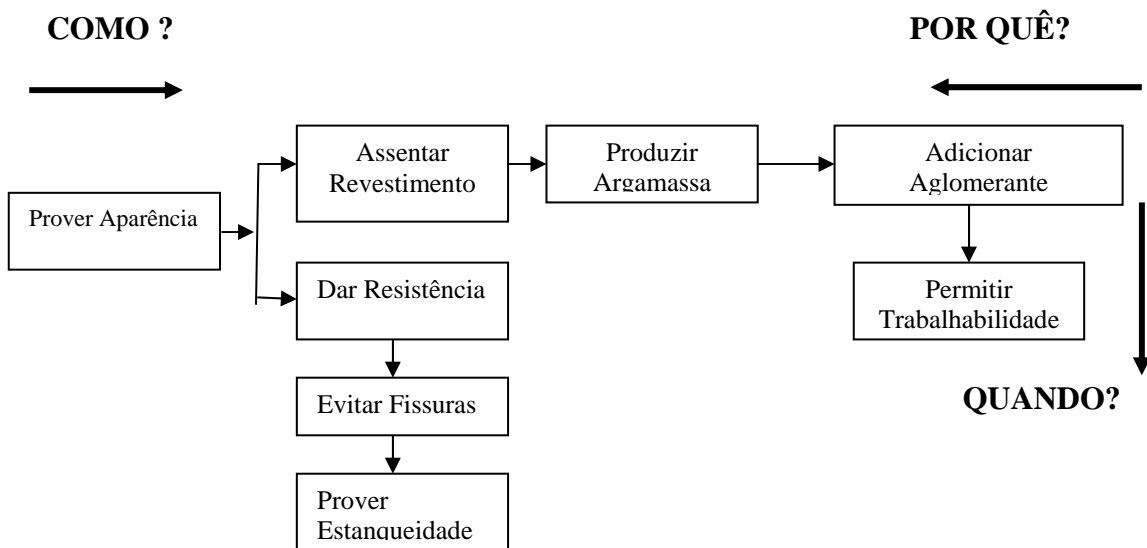 COMO ?
POR QUÊ?
Assentar
Revestimento
Produzir
Argamassa
Adicionar
Aglomerante
Prover Aparência
Dar Resistência
Permitir
Trabalhabilidade
Evitar Fissuras
QUANDO?
Prover
Estanqueidade